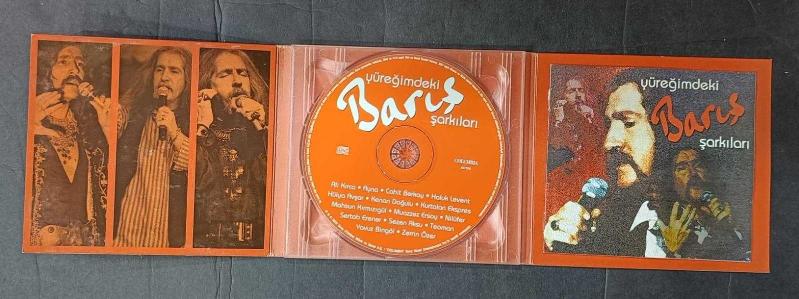 yüreğimdeki
Barış
şarkıları
COLUMBIA
Ali Kırca • Ayna • Cahit Berkay • Haluk Levent
Hülya Avşar • Kenan Doğulu • Kurtalan Ekspres
Mahsun Kırmızıgül • Muazzez Ersoy • Nilüfer
Sertab Erener • Sezen Aksu • Teoman
Yavuz Bingöl • Zerrin Özer
yüreğimdeki
Barış
şarkıları